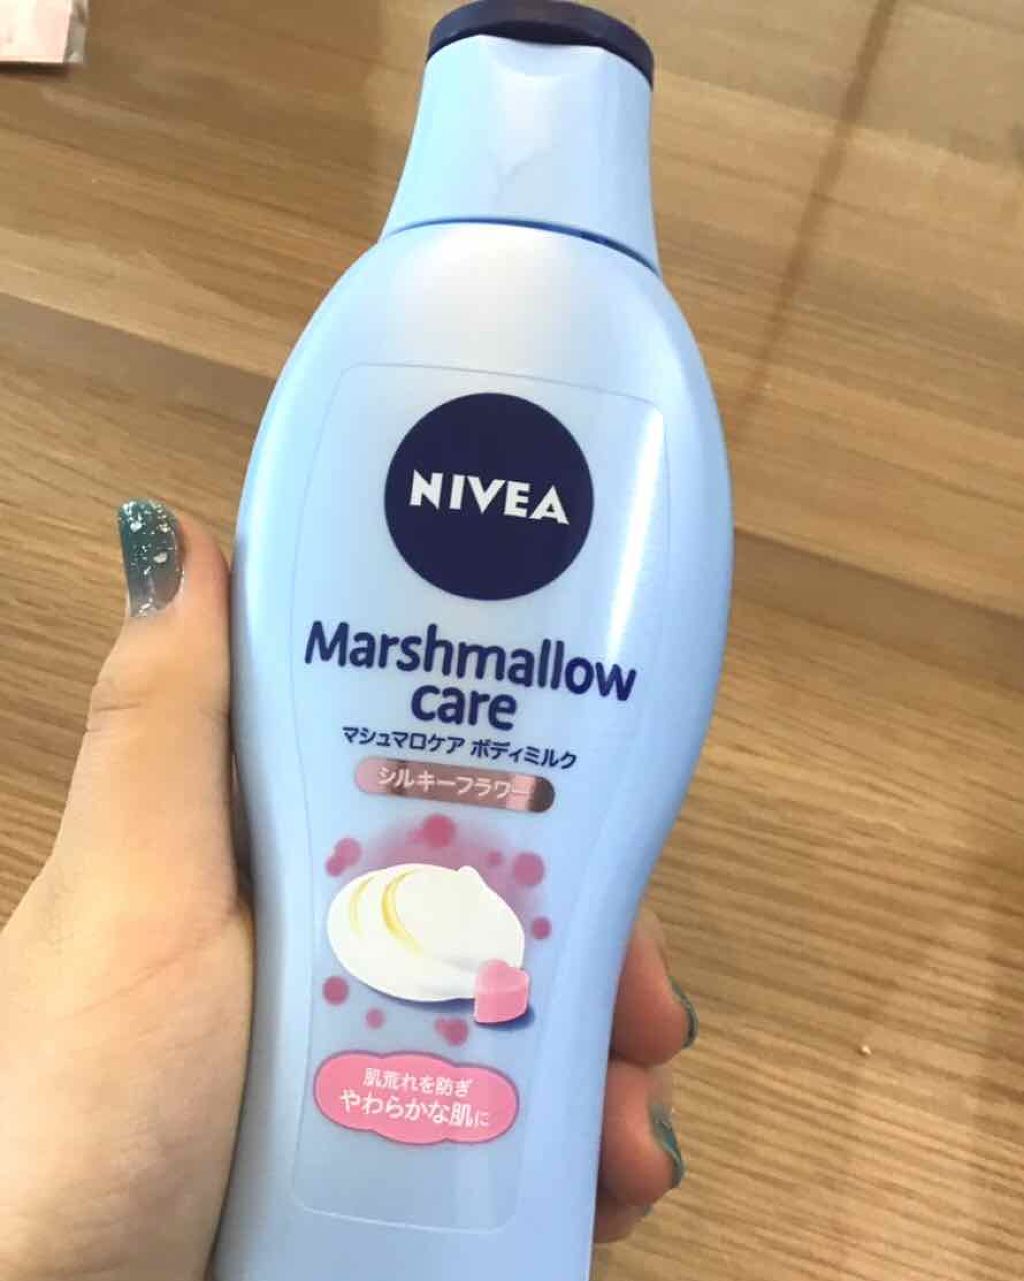 NIVEA
Marshmallow
care
マシュマロケア ボディミルク
シルキーフラワー
肌荒れを防ぎ
やわらかな肌に